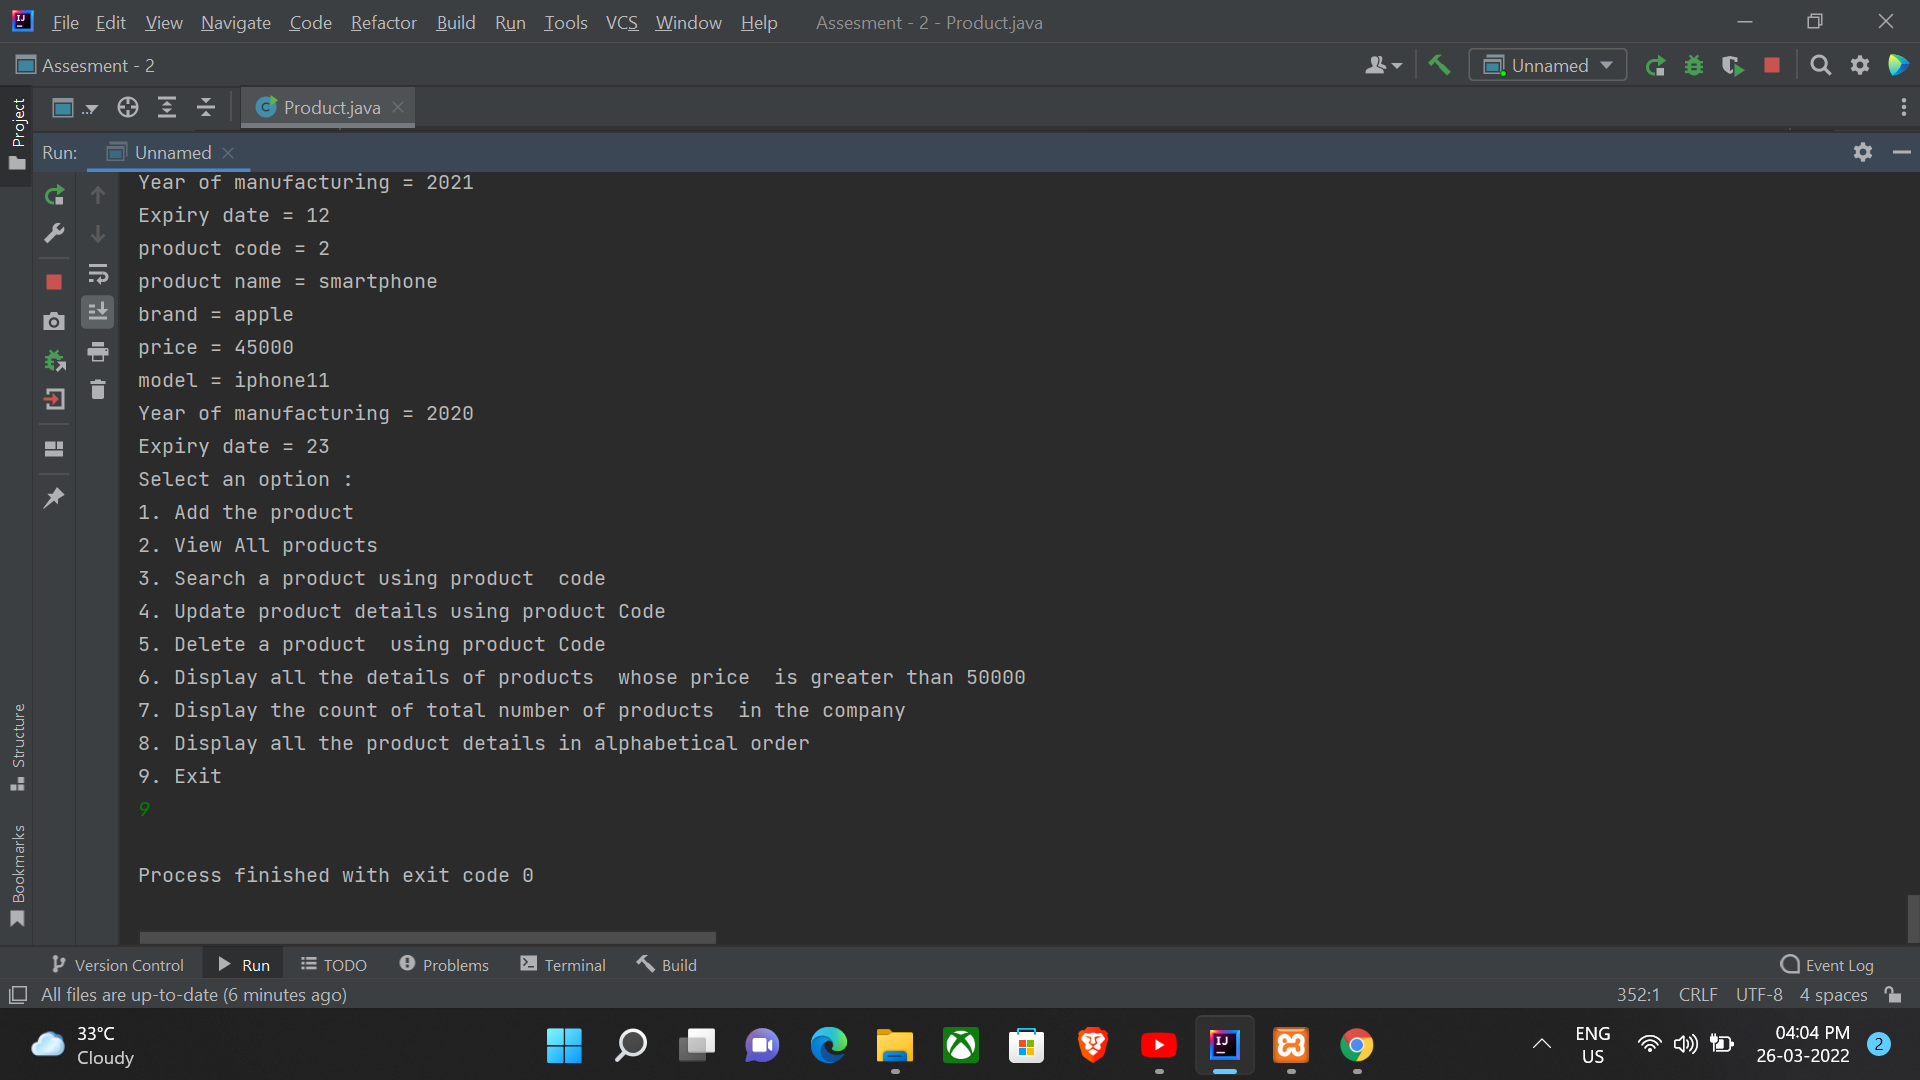 File Edit View Navigate Code Refactor Build Run Tools VCS Window Help Assesment - 2 - Product.java
Assesment - 2
Unnamed
Project
Product.java
Run: Unnamed
Year of manufacturing = 2021
Expiry date = 12
product code = 2
product name = smartphone
brand = apple
price = 45000
model = iphone11
Year of manufacturing = 2020
Expiry date = 23
Select an option :
1. Add the product
2. View All products
3. Search a product using product  code
4. Update product details using product Code
5. Delete a product  using product Code
6. Display all the details of products  whose price  is greater than 50000
7. Display the count of total number of products  in the company
8. Display all the product details in alphabetical order
9. Exit
9
Process finished with exit code 0
Structure
Bookmarks
Version Control Run TODO Problems Terminal Build Event Log
All files are up-to-date (6 minutes ago) 352:1 CRLF UTF-8 4 spaces
33°C
Cloudy
ENG
US
04:04 PM
26-03-2022
2